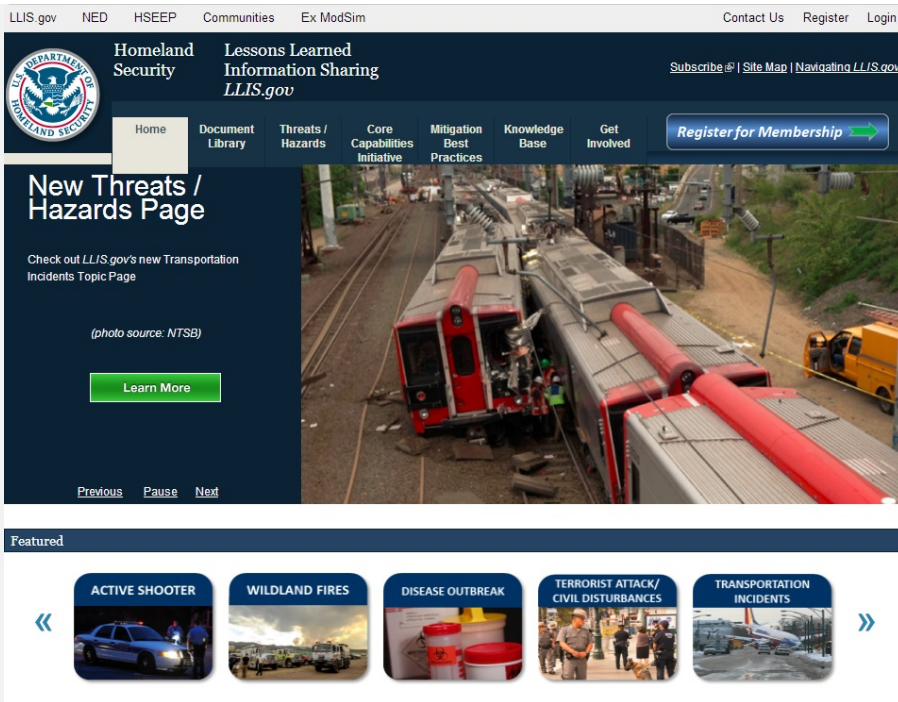 LLIS.gov NED HSEEP Communities Ex ModSim Contact Us Register Login
U.S. DEPARTMENT OF HOMELAND SECURITY
Homeland
Security
Lessons Learned
Information Sharing
LLIS.gov
Subscribe | Site Map | Navigating LLIS.gov
Home
Document
Library
Threats /
Hazards
Core
Capabilities
Initiative
Mitigation
Best
Practices
Knowledge
Base
Get
Involved
Register for Membership
New Threats /
Hazards Page
Check out LLIS.gov's new Transportation
Incidents Topic Page
(photo source: NTSB)
Learn More
Previous Pause Next
Featured
«
ACTIVE SHOOTER
WILDLAND FIRES
DISEASE OUTBREAK
TERRORIST ATTACK/
CIVIL DISTURBANCES
TRANSPORTATION
INCIDENTS
»